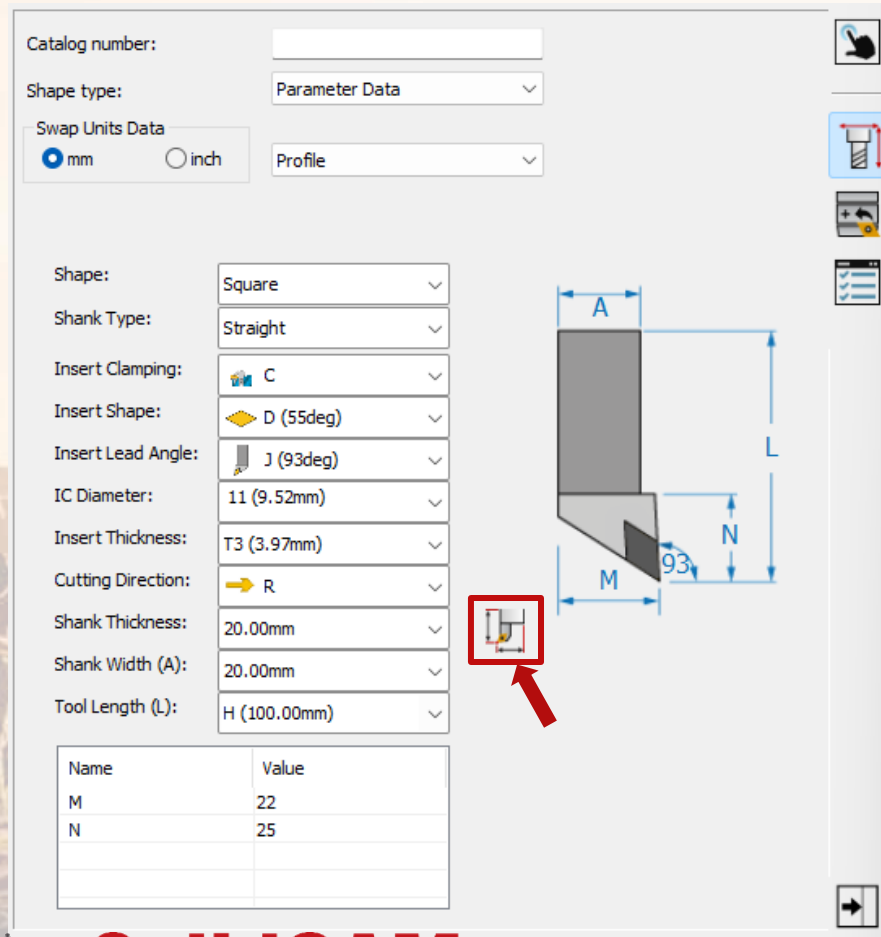 Catalog number:
Shape type: Parameter Data
Swap Units Data
mm inch Profile
Shape: Square
Shank Type: Straight
Insert Clamping: C
Insert Shape: D (55deg)
Insert Lead Angle: J (93deg)
IC Diameter: 11 (9.52mm)
Insert Thickness: T3 (3.97mm)
Cutting Direction: R
Shank Thickness: 20.00mm
Shank Width (A): 20.00mm
Tool Length (L): H (100.00mm)
Name Value
M 22
N 25
A
L
N
93
M